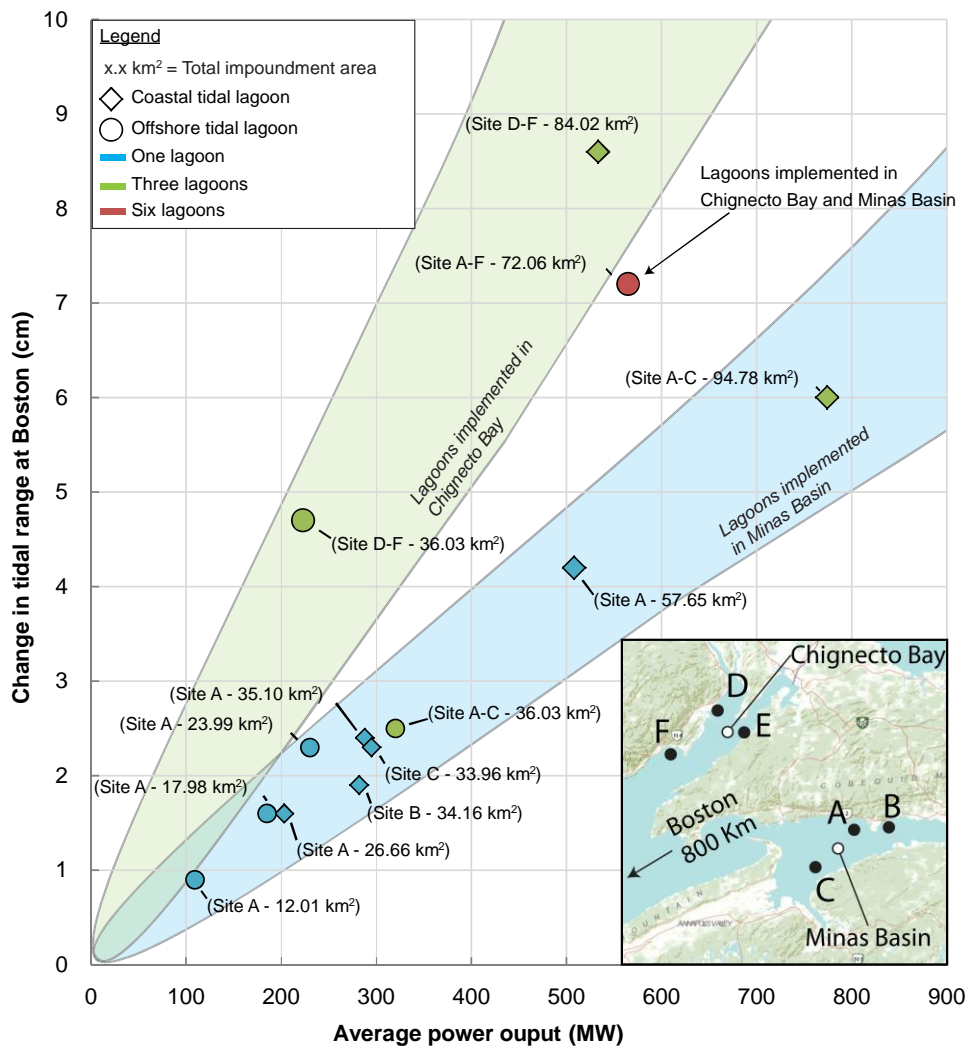 10
9
8
7
6
5
4
3
2
1
0
Change in tidal range at Boston (cm)
Legend
x.x km² = Total impoundment area
Coastal tidal lagoon
Offshore tidal lagoon
One lagoon
Three lagoons
Six lagoons
(Site D-F - 84.02 km²)
Lagoons implemented in
Chignecto Bay and Minas Basin
(Site A-F - 72.06 km²)
(Site A-C - 94.78 km²)
Lagoons implemented in
Chignecto Bay
Lagoons implemented
in Minas Basin
(Site D-F - 36.03 km²)
(Site A - 57.65 km²)
(Site A - 35.10 km²)
(Site A - 23.99 km²)
(Site A-C - 36.03 km²)
(Site C - 33.96 km²)
(Site A - 17.98 km²)
(Site B - 34.16 km²)
(Site A - 26.66 km²)
(Site A - 12.01 km²)
Chignecto Bay
D
E
F
A
B
C
Boston
800 Km
Minas Basin
MOUNTAIN
ANNAPOLIS VALLEY
0 100 200 300 400 500 600 700 800 900
Average power ouput (MW)